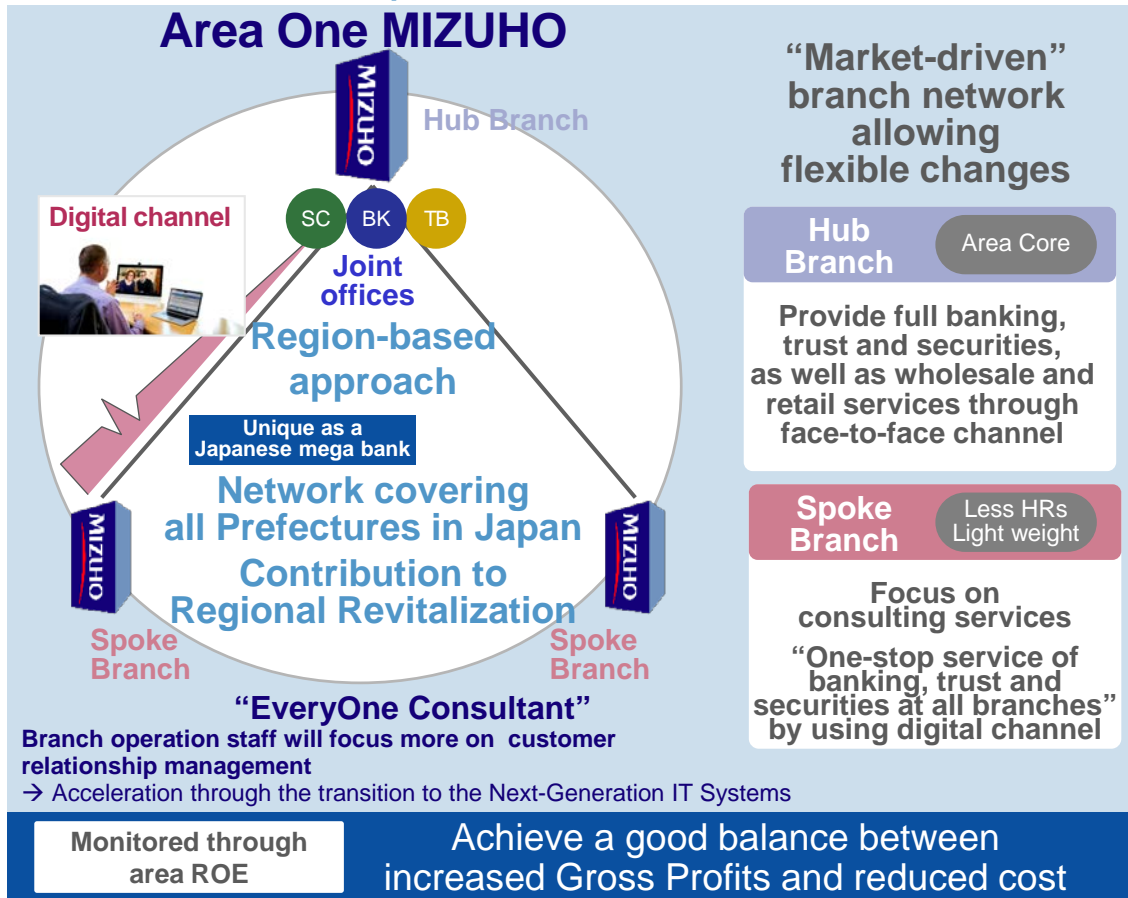 Area One MIZUHO
MIZUHO
Hub Branch
Digital channel
SC
BK
TB
Joint
offices
Region-based
approach
Unique as a
Japanese mega bank
Network covering
all Prefectures in Japan
Contribution to
Regional Revitalization
MIZUHO
Spoke
Branch
MIZUHO
Spoke
Branch
“EveryOne Consultant”
Branch operation staff will focus more on customer
relationship management
→ Acceleration through the transition to the Next-Generation IT Systems
“Market-driven”
branch network
allowing
flexible changes
Hub
Branch
Area Core
Provide full banking,
trust and securities,
as well as wholesale and
retail services through
face-to-face channel
Spoke
Branch
Less HRs
Light weight
Focus on
consulting services
“One-stop service of
banking, trust and
securities at all branches”
by using digital channel
Monitored through
area ROE
Achieve a good balance between
increased Gross Profits and reduced cost